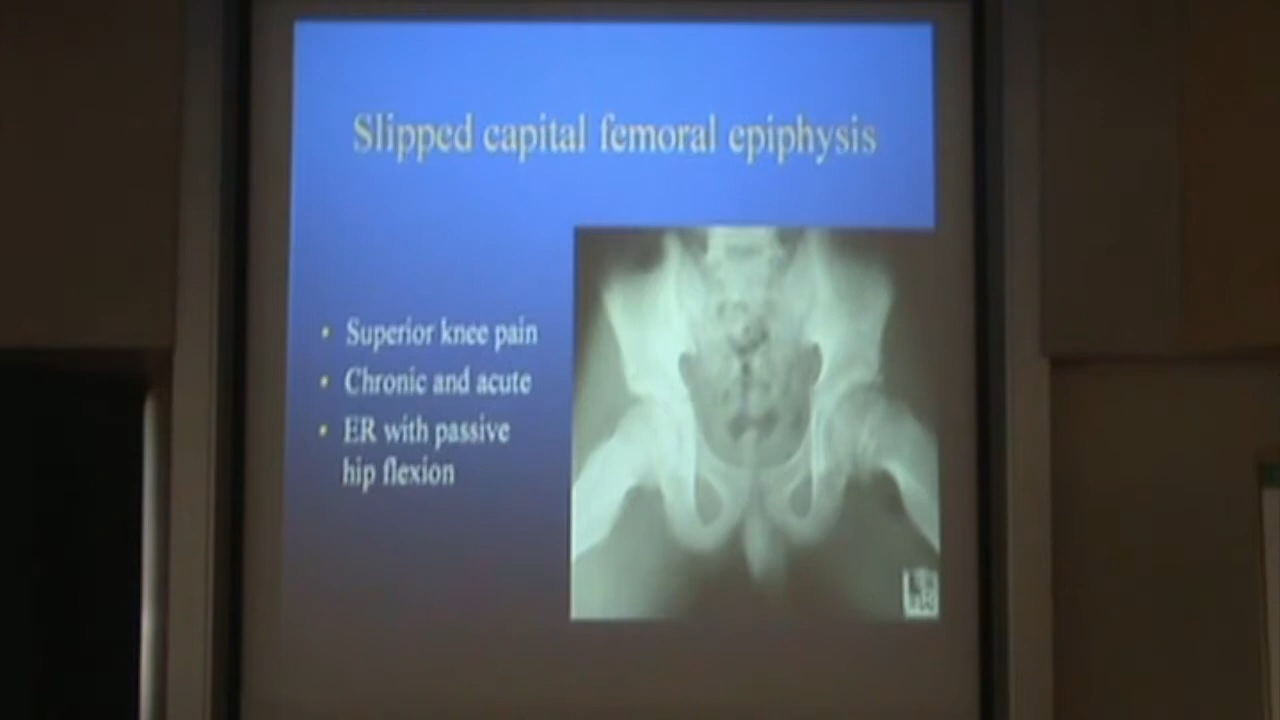 Slipped capital femoral epiphysis
• Superior knee pain
• Chronic and acute
• ER with passive
hip flexion